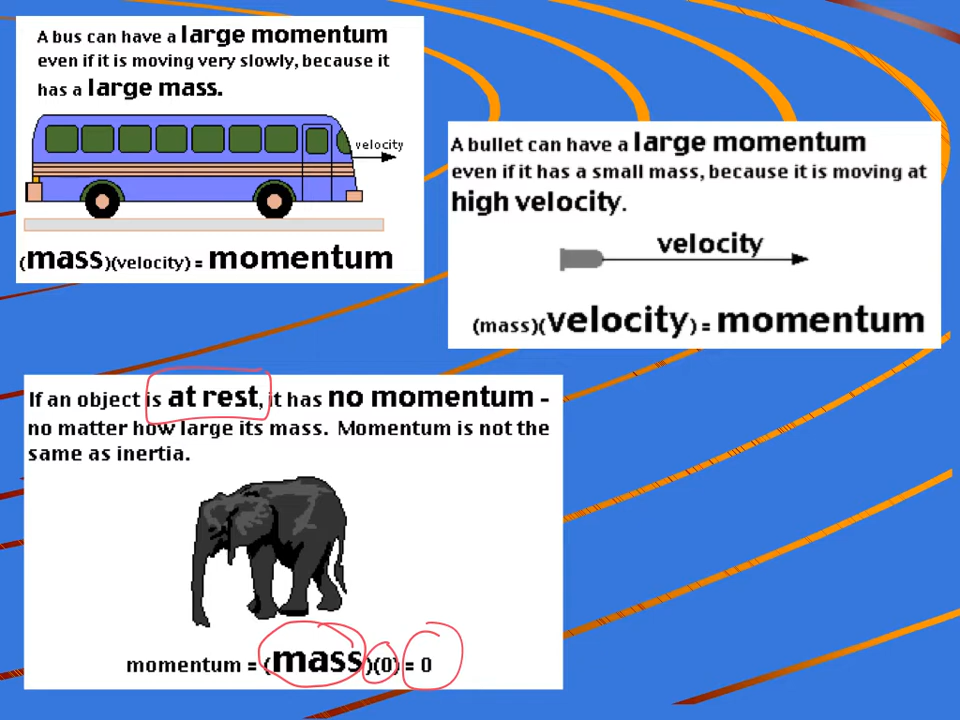 A bus can have a large momentum
even if it is moving very slowly, because it
has a large mass.
velocity
(mass)(velocity) = momentum
A bullet can have a large momentum
even if it has a small mass, because it is moving at
high velocity.
velocity
(mass)(velocity) = momentum
If an object is at rest, it has no momentum -
no matter how large its mass. Momentum is not the
same as inertia.
momentum = (mass)(0) = 0